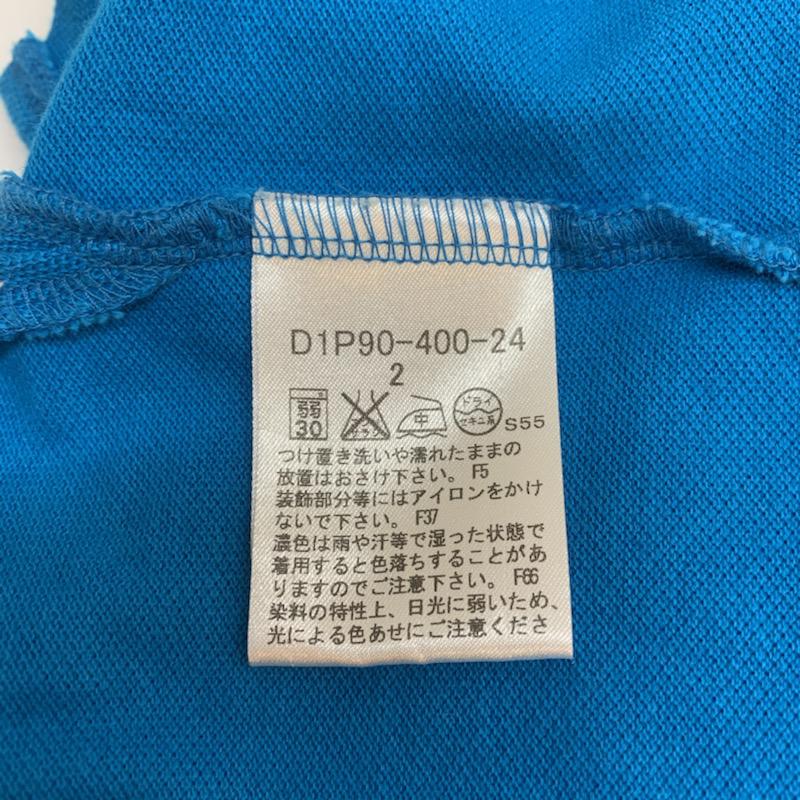 D1P90-400-24
2
弱
30
サラシ
中
ドライ
セキユ系
S55
つけ置き洗いや濡れたままの
放置はおさけ下さい。 F5
装飾部分等にはアイロンをかけ
ないで下さい。 F37
濃色は雨や汗等で湿った状態で
着用すると色落ちすることがあ
りますのでご注意下さい。 F66
染料の特性上、日光に弱いため、
光による色あせにご注意くださ